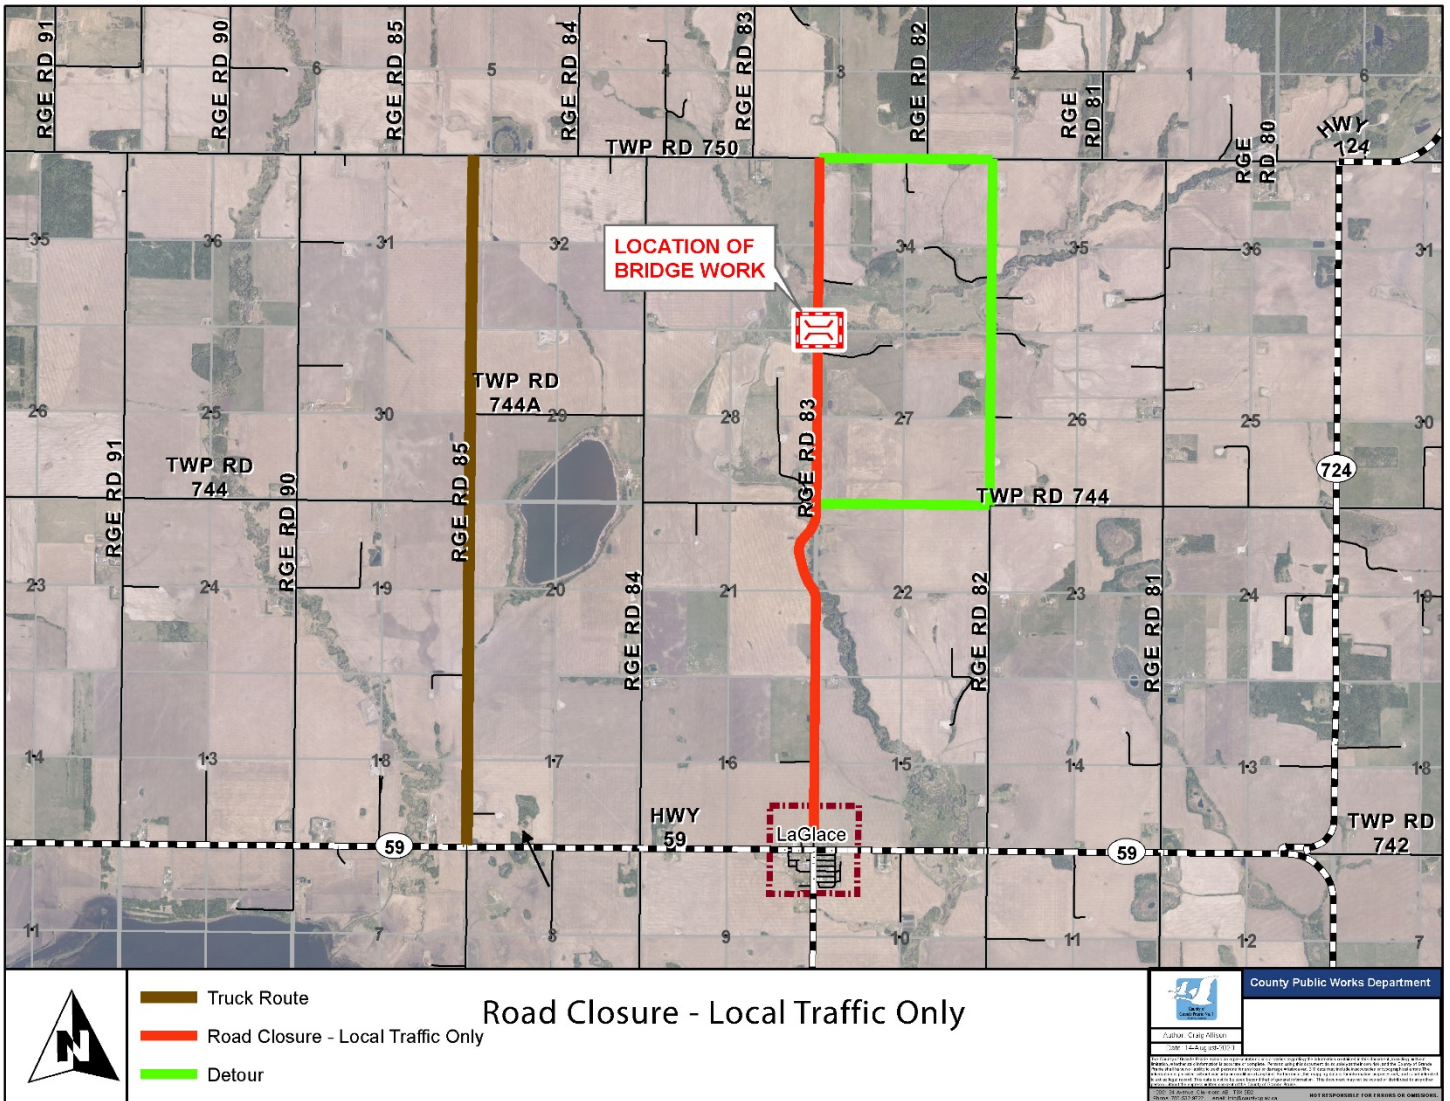 RGE RD 91
RGE RD 90
RGE RD 85
RGE RD 84
RGE RD 83
RGE RD 82
RGE
RD 81
RGE
RD 80
HWY
724
6
5
4
3
2
1
6
TWP RD 750
35
36
31
32
34
35
36
31
LOCATION OF
BRIDGE WORK
TWP RD
744A
26
25
30
29
28
27
26
25
30
RGE RD 91
TWP RD
744
RGE RD 90
RGE RD 85
RGE RD 83
TWP RD 744
724
23
24
19
20
21
22
23
24
19
RGE RD 84
RGE RD 82
RGE RD 81
14
13
18
17
16
15
14
13
18
HWY
59
LaGlace
TWP RD
742
59
59
11
7
8
9
10
11
12
7
N
Truck Route
Road Closure - Local Traffic Only
Detour
Road Closure - Local Traffic Only
County Public Works Department
Author: Craig Allison
NOT RESPONSIBLE FOR ERRORS OR OMISSIONS.